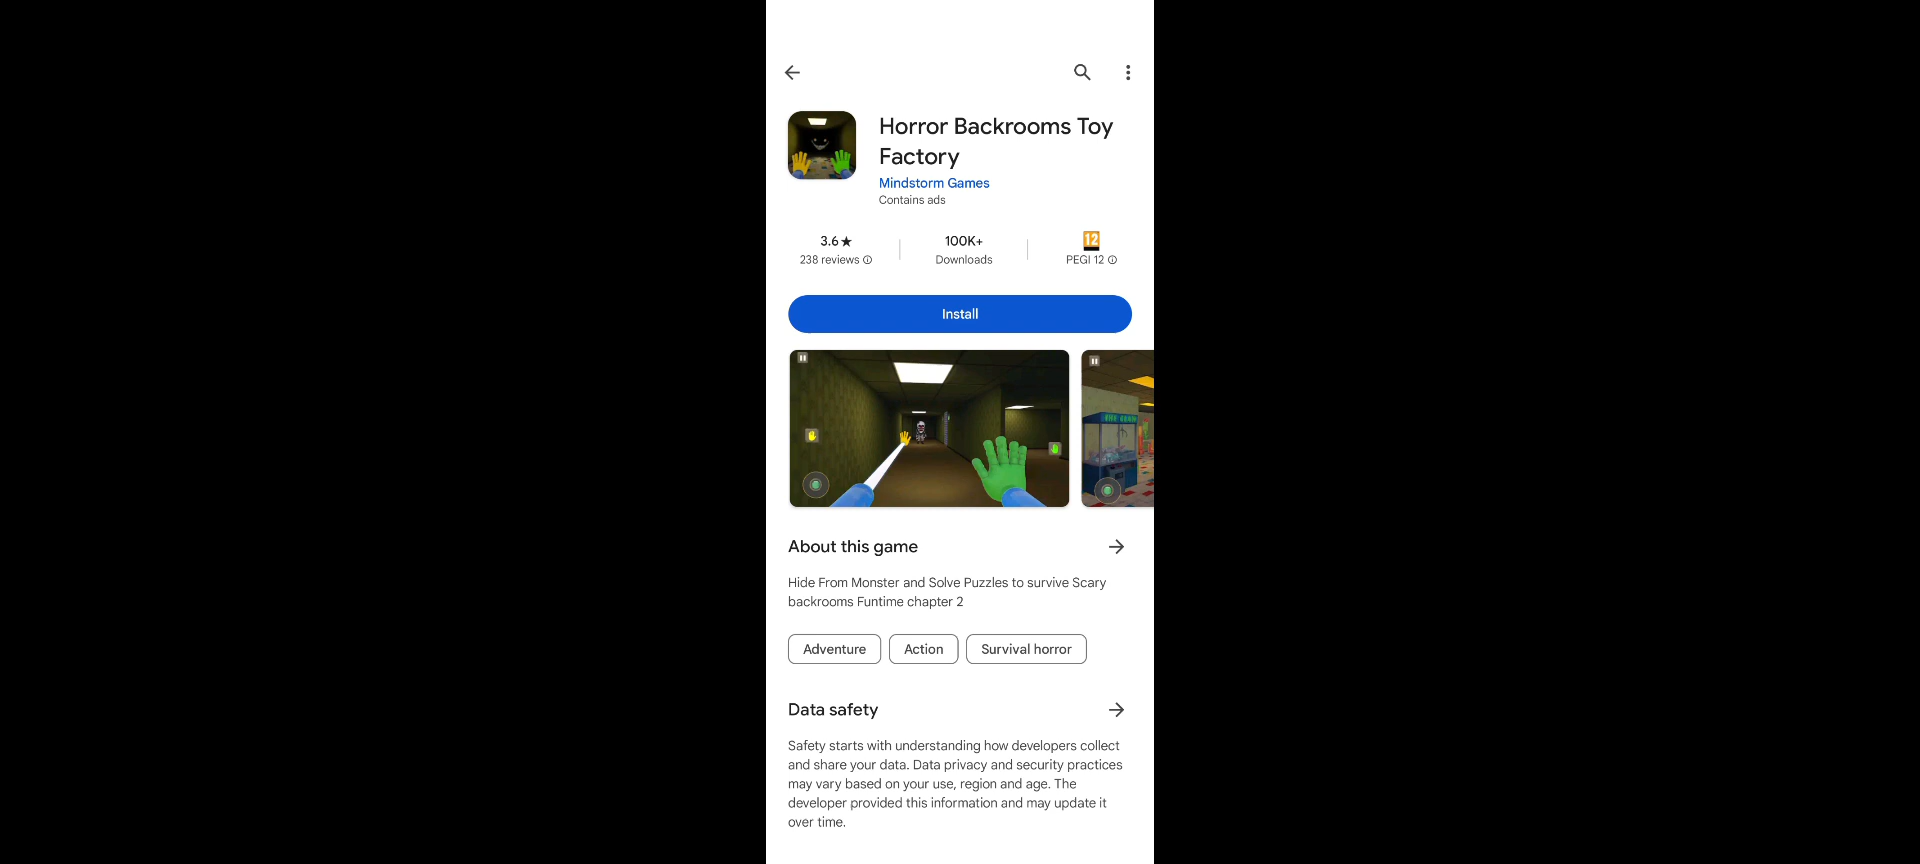 Horror Backrooms Toy
Factory
Mindstorm Games
Contains ads
3.6★
238 reviews
100K+
Downloads
12
PEGI 12
Install
About this game
Hide From Monster and Solve Puzzles to survive Scary
backrooms Funtime chapter 2
Adventure
Action
Survival horror
Data safety
Safety starts with understanding how developers collect
and share your data. Data privacy and security practices
may vary based on your use, region and age. The
developer provided this information and may update it
over time.